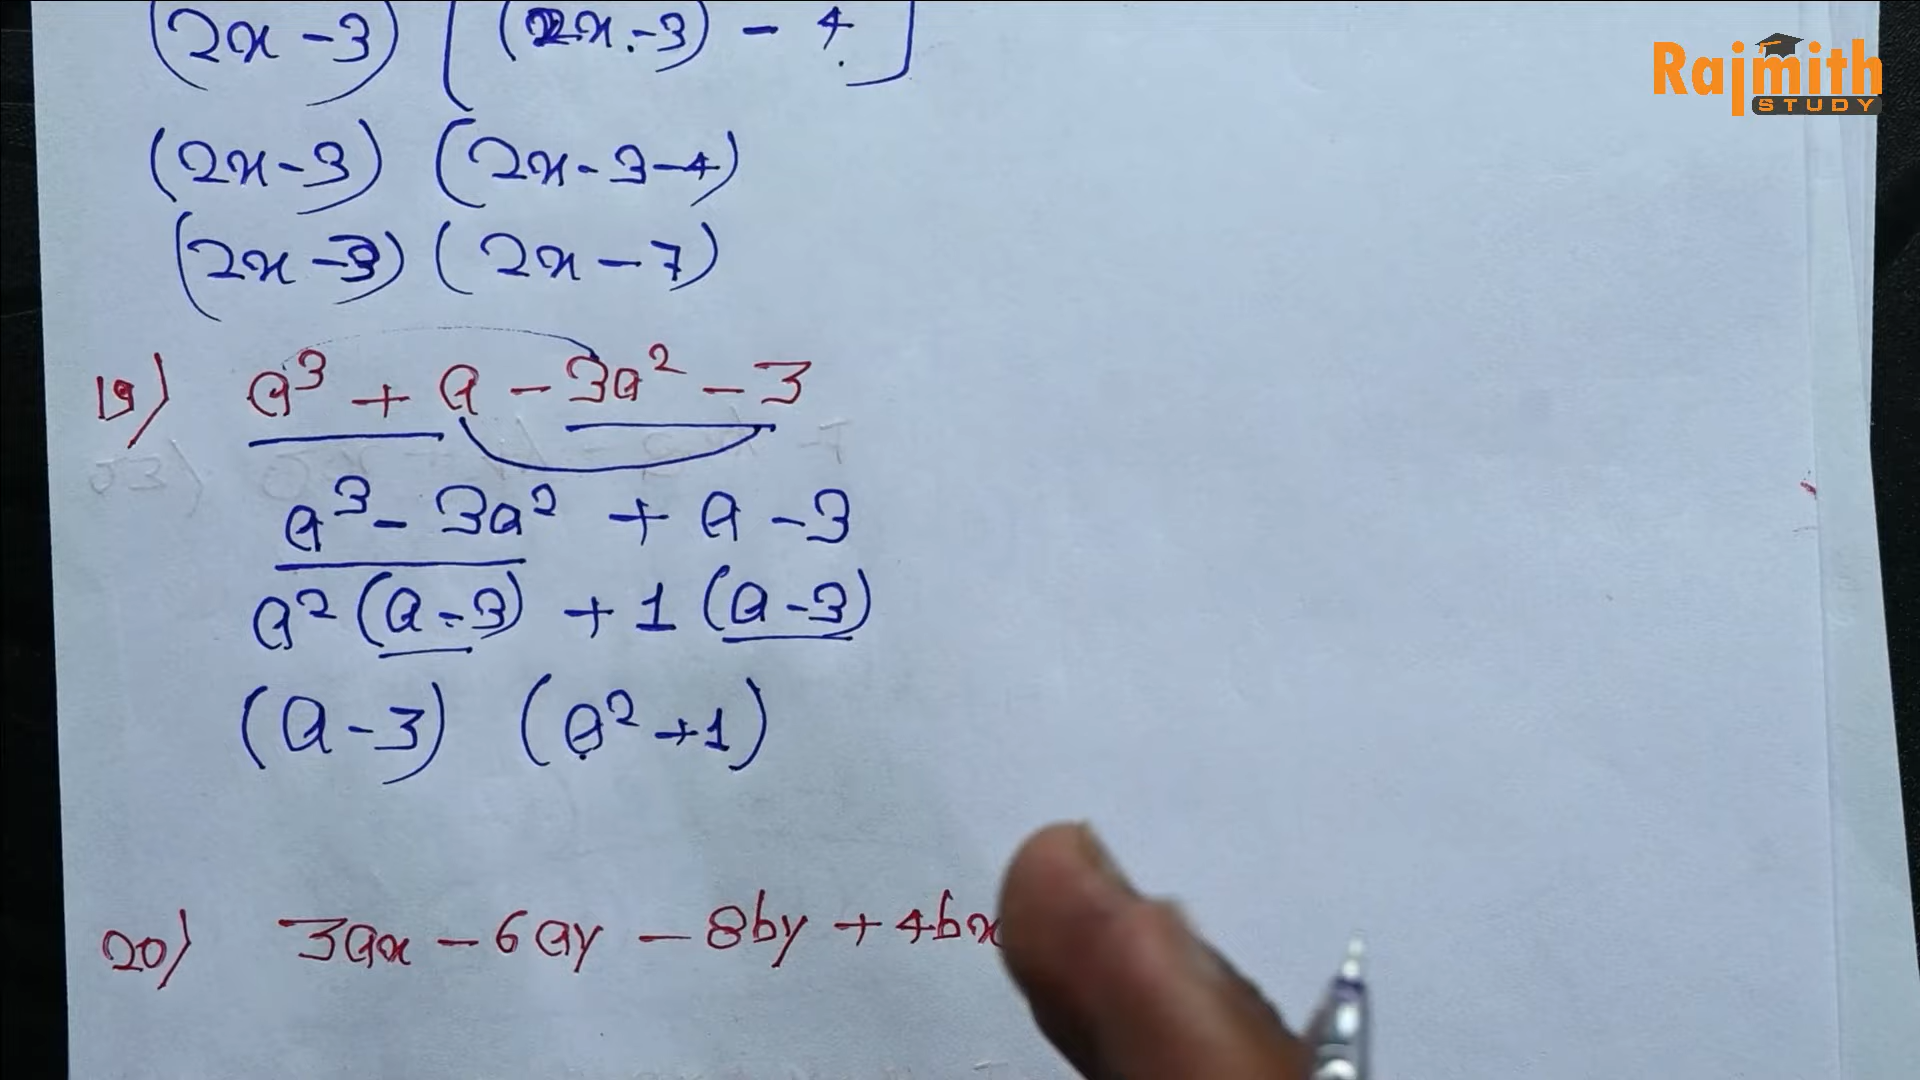 (2x - 3) [(2x - 3) - 4]
Rajmith
STUDY
(2x - 3) (2x - 3 - 4)
(2x - 3) (2x - 7)
19) a³ + a - 3a² - 3
a³ - 3a² + a - 3
a² (a - 3) + 1 (a - 3)
(a - 3) (a² + 1)
20) 3ax - 6ay - 8by + 4bx